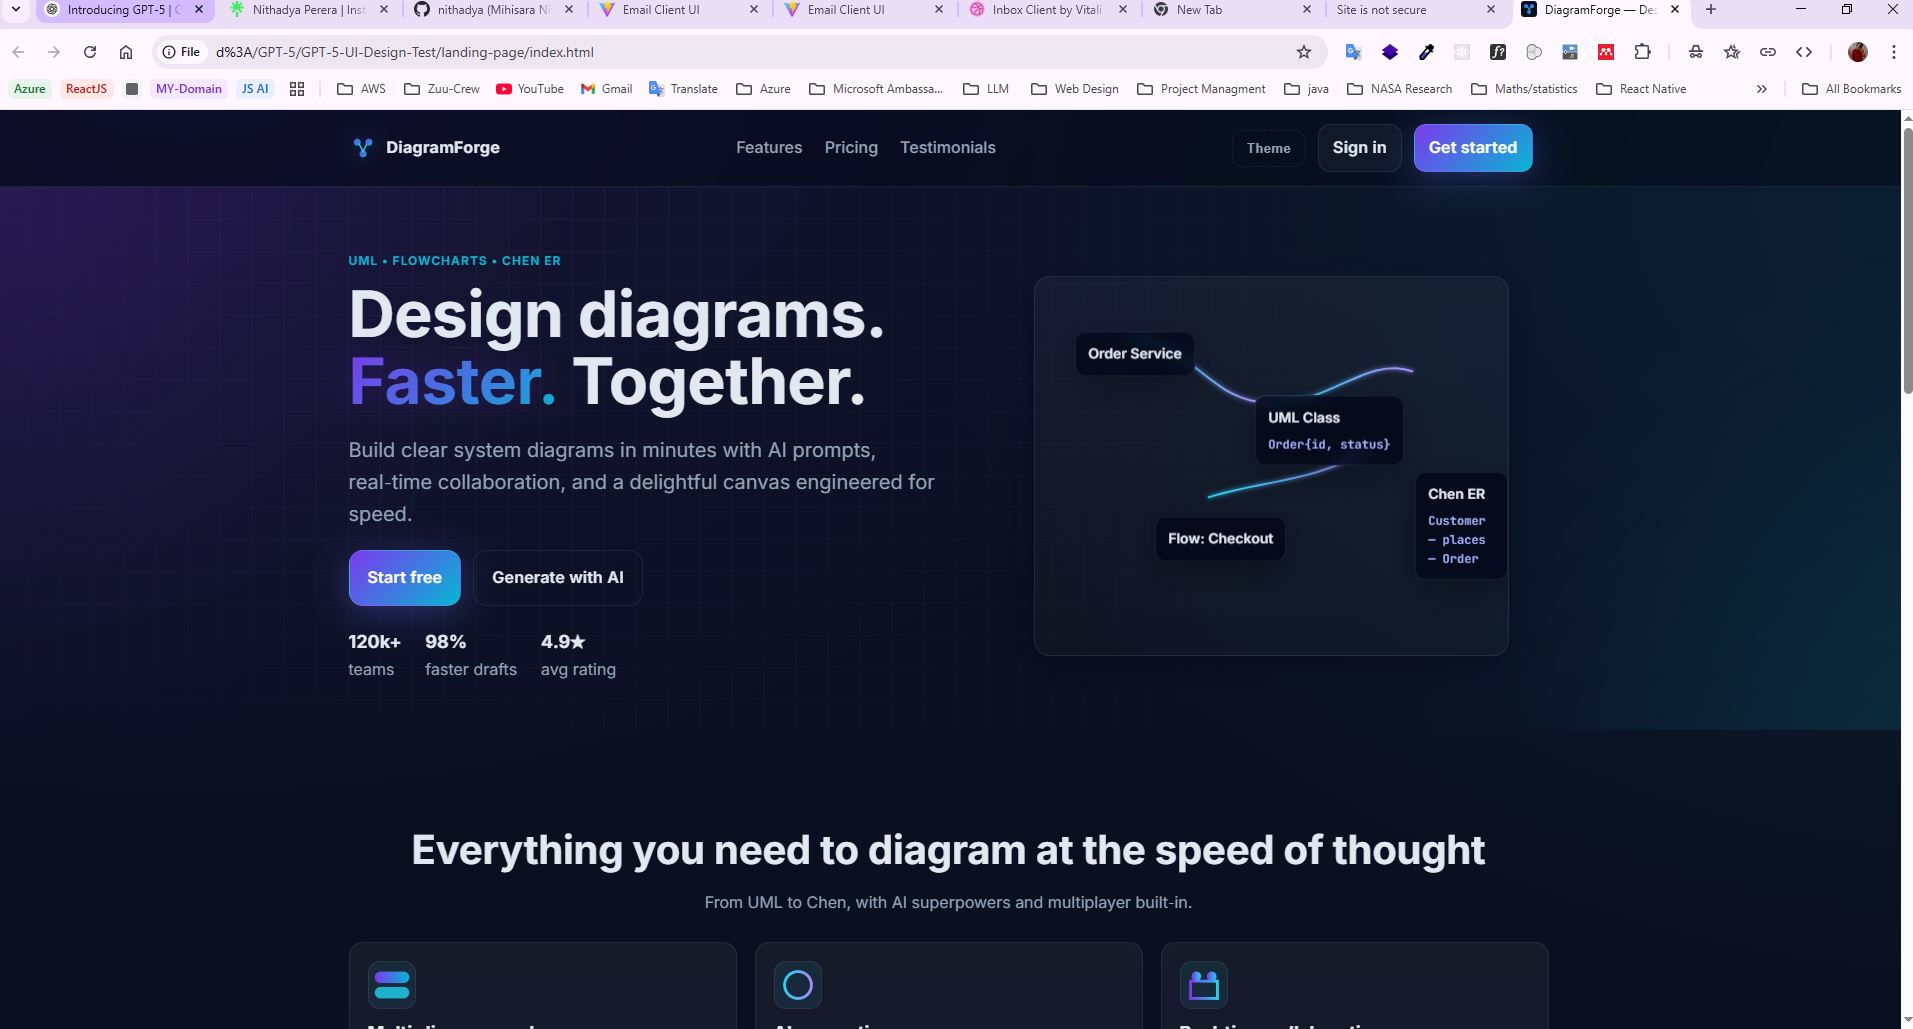 Introducing GPT-5 |
Nithadya Perera | Inst
nithadya (Mihisara Ni
Email Client UI
Email Client UI
Inbox Client by Vitali
New Tab
Site is not secure
DiagramForge — Des
File
d%3A/GPT-5/GPT-5-UI-Design-Test/landing-page/index.html
Azure
ReactJS
MY-Domain
JS AI
AWS
Zuu-Crew
YouTube
Gmail
Translate
Azure
Microsoft Ambassa...
LLM
Web Design
Project Managment
java
NASA Research
Maths/statistics
React Native
All Bookmarks
DiagramForge
Features
Pricing
Testimonials
Theme
Sign in
Get started
UML • FLOWCHARTS • CHEN ER
Design diagrams.
Faster. Together.
Build clear system diagrams in minutes with AI prompts,
real-time collaboration, and a delightful canvas engineered for
speed.
Start free
Generate with AI
120k+
teams
98%
faster drafts
4.9★
avg rating
Order Service
UML Class
Order{id, status}
Flow: Checkout
Chen ER
Customer
— places
— Order
Everything you need to diagram at the speed of thought
From UML to Chen, with AI superpowers and multiplayer built-in.